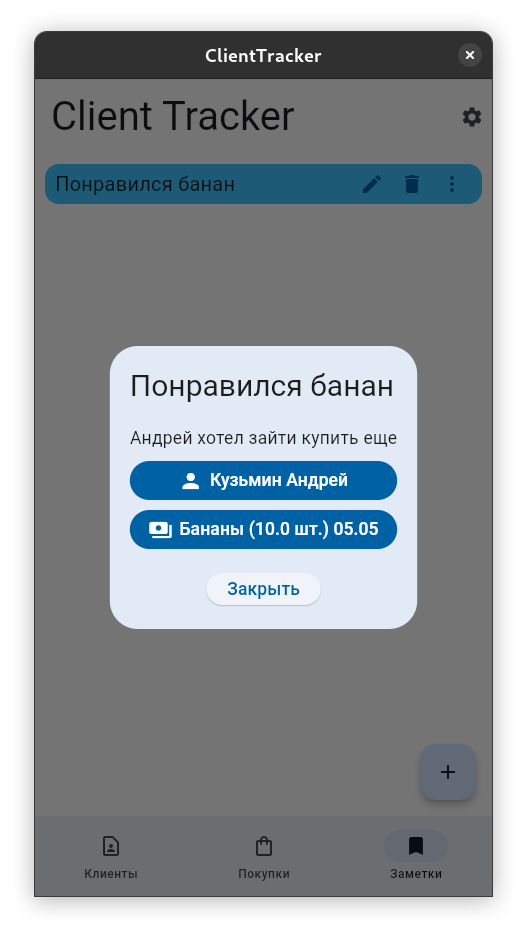 ClientTracker
Client Tracker
Понравился банан
Понравился банан
Андрей хотел зайти купить еще
Кузьмин Андрей
Бананы (10.0 шт.) 05.05
Закрыть
Клиенты
Покупки
Заметки